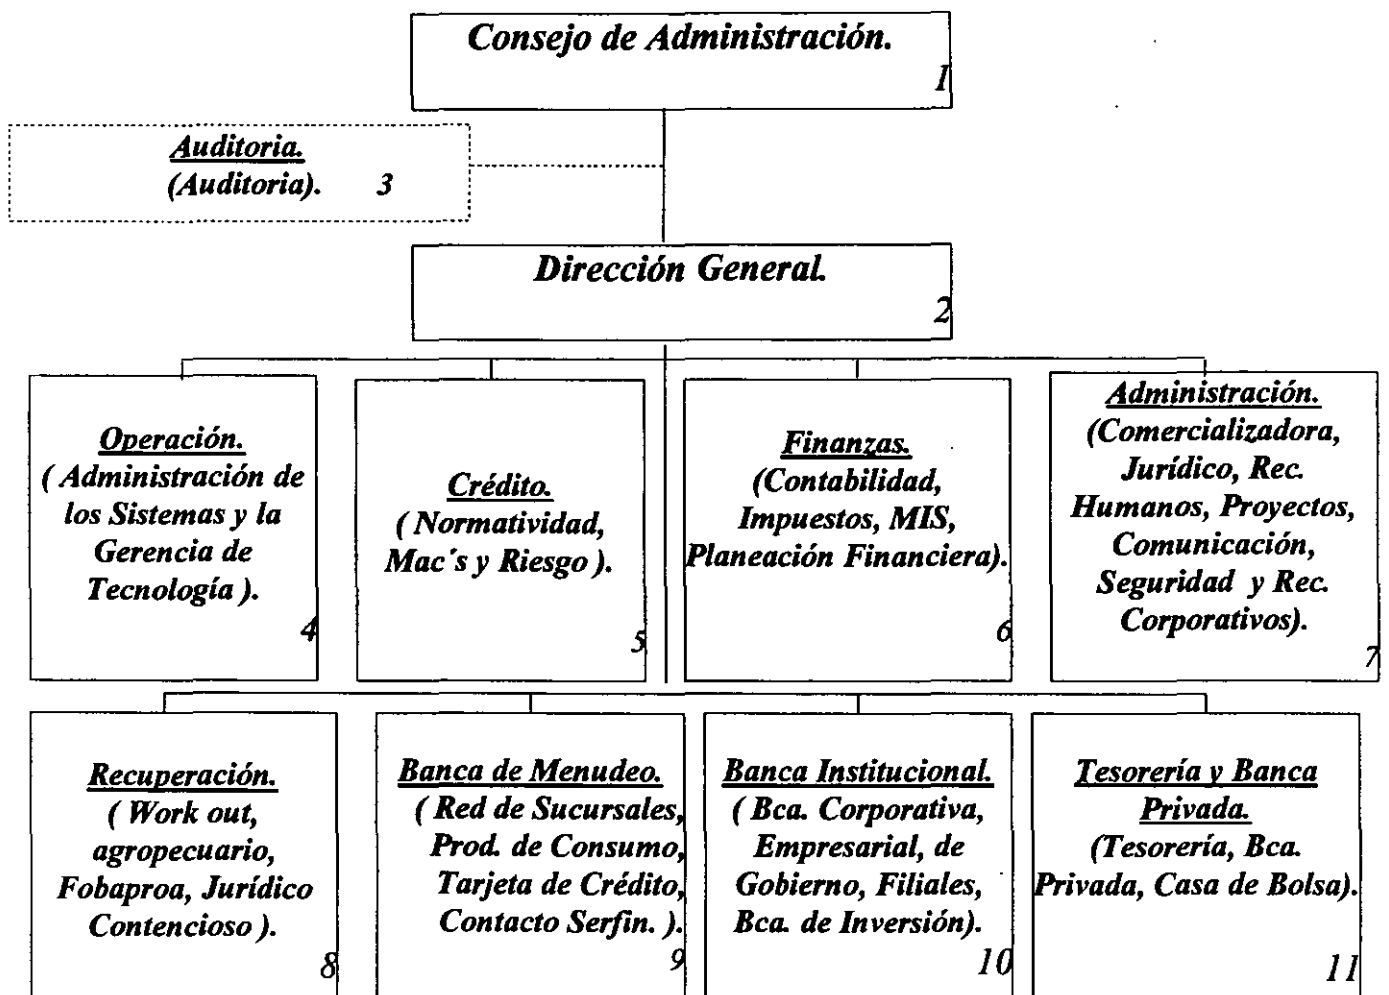 Consejo de Administración.
1
Auditoria.
(Auditoria). 3
Dirección General.
2
Operación.
( Administración de
los Sistemas y la
Gerencia de
Tecnología ).
4
Crédito.
( Normatividad,
Mac´s y Riesgo ).
5
Finanzas.
(Contabilidad,
Impuestos, MIS,
Planeación Financiera).
6
Administración.
(Comercializadora,
Jurídico, Rec.
Humanos, Proyectos,
Comunicación,
Seguridad y Rec.
Corporativos).
7
Recuperación.
( Work out,
agropecuario,
Fobaproa, Jurídico
Contencioso ).
8
Banca de Menudeo.
( Red de Sucursales,
Prod. de Consumo,
Tarjeta de Crédito,
Contacto Serfin. ).
9
Banca Institucional.
( Bca. Corporativa,
Empresarial, de
Gobierno, Filiales,
Bca. de Inversión).
10
Tesorería y Banca
Privada.
(Tesorería, Bca.
Privada, Casa de Bolsa).
11